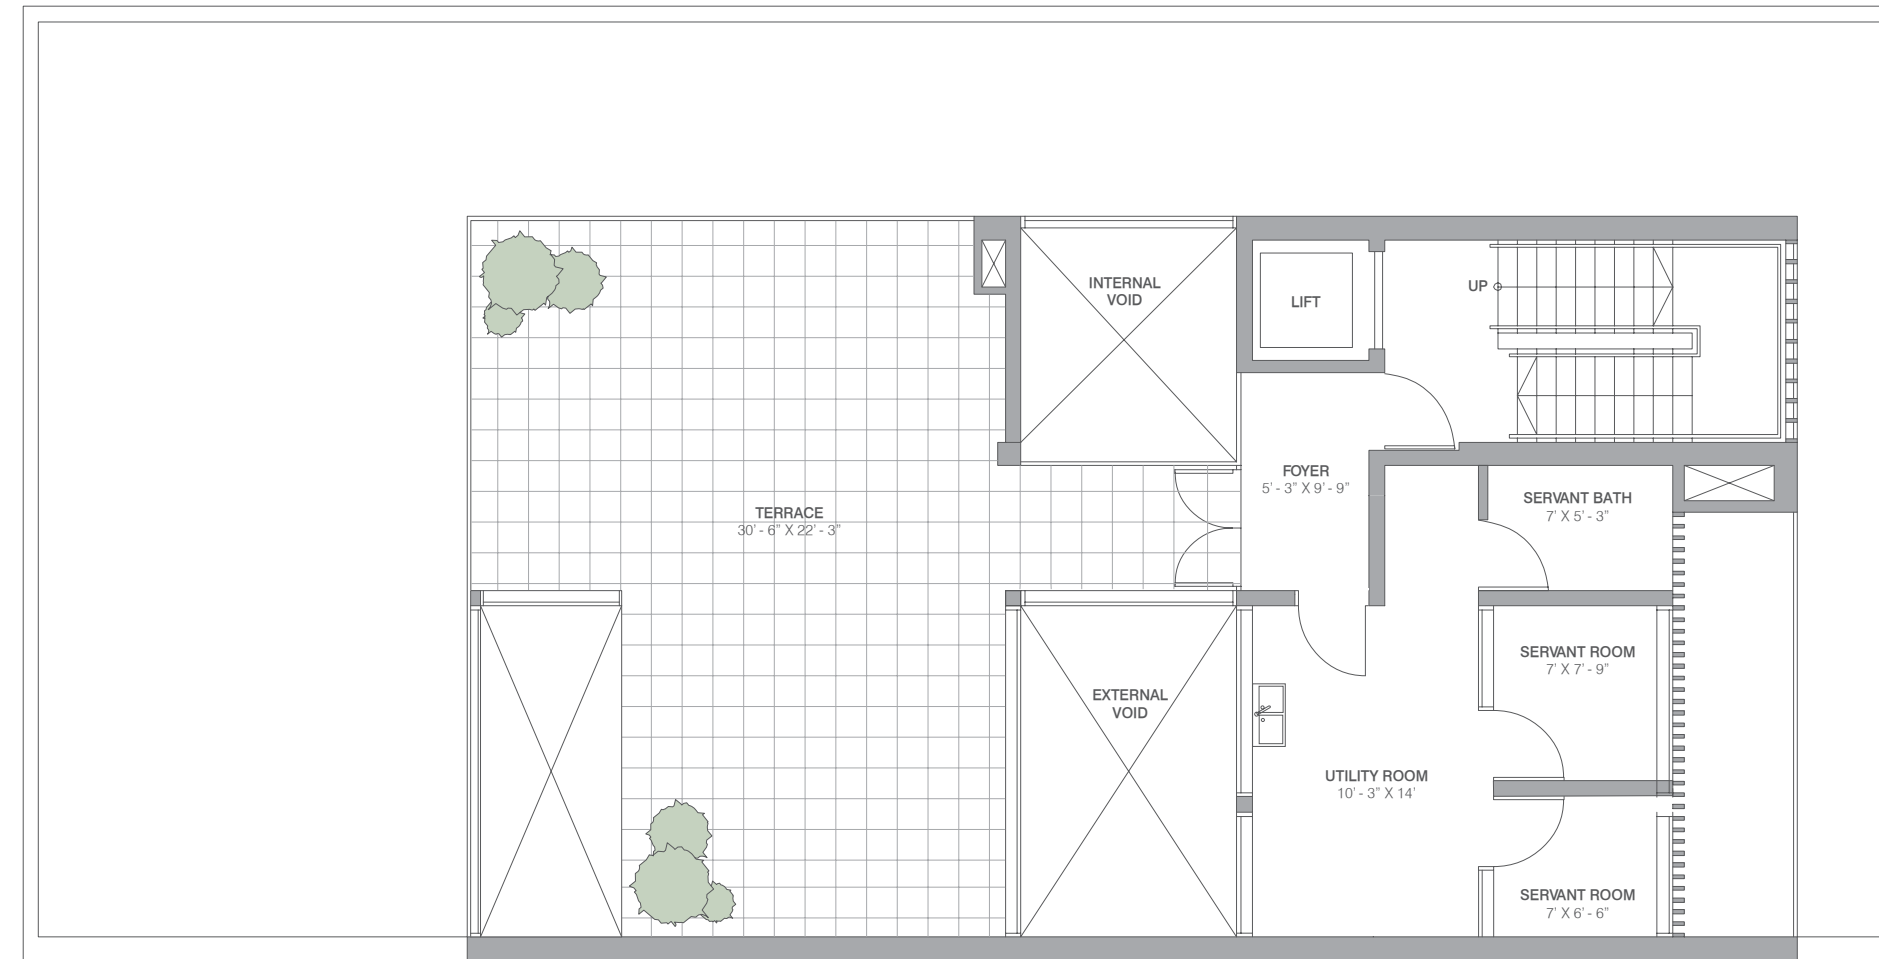 INTERNAL
VOID
LIFT
UP
FOYER
5' - 3" X 9' - 9"
SERVANT BATH
7' X 5' - 3"
TERRACE
30' - 6" X 22' - 3"
SERVANT ROOM
7' X 7' - 9"
EXTERNAL
VOID
UTILITY ROOM
10' - 3" X 14'
SERVANT ROOM
7' X 6' - 6"